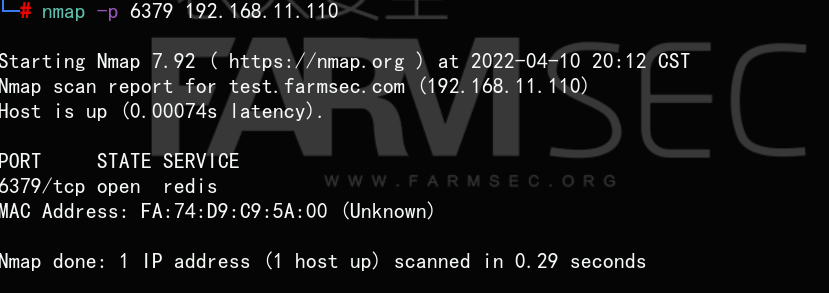 # nmap -p 6379 192.168.11.110
Starting Nmap 7.92 ( https://nmap.org ) at 2022-04-10 20:12 CST
Nmap scan report for test.farmsec.com (192.168.11.110)
Host is up (0.00074s latency).
PORT     STATE SERVICE
6379/tcp open  redis
MAC Address: FA:74:D9:C9:5A:00 (Unknown)
Nmap done: 1 IP address (1 host up) scanned in 0.29 seconds
FARMSEC
WWW.FARMSEC.ORG